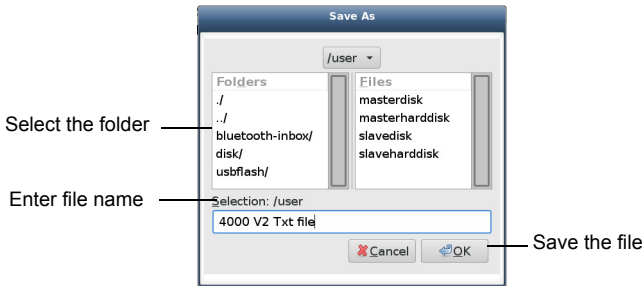 Save As
/user
Folders
./
../
bluetooth-inbox/
disk/
usbflash/
Files
masterdisk
masterharddisk
slavedisk
slaveharddisk
Select the folder
Enter file name
Selection: /user
4000 V2 Txt file
Cancel
OK
Save the file